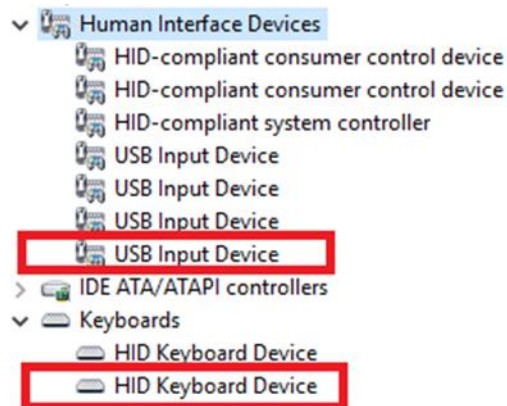 Human Interface Devices
HID-compliant consumer control device
HID-compliant consumer control device
HID-compliant system controller
USB Input Device
USB Input Device
USB Input Device
USB Input Device
IDE ATA/ATAPI controllers
Keyboards
HID Keyboard Device
HID Keyboard Device